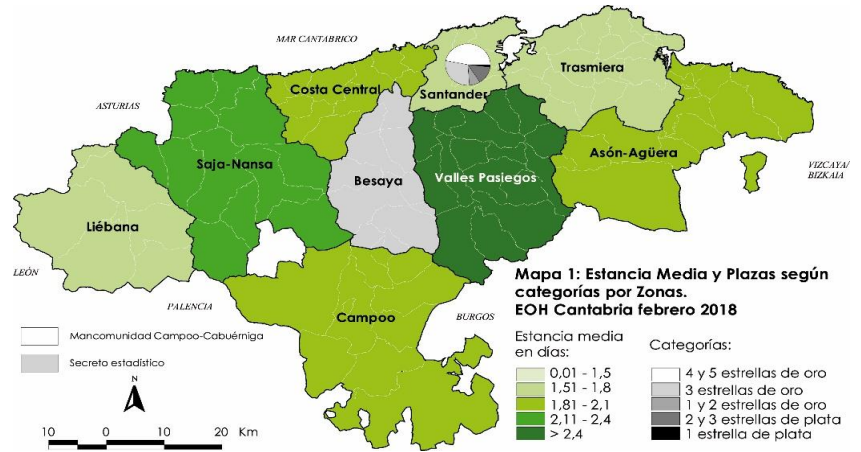 MAR CANTABRICO
Trasmiera
Costa Central
Santander
ASTURIAS
Saja-Nansa
Besaya
Valles Pasiegos
Asón-Agüera
VIZCAYA/
BIZKAIA
Liébana
LEÓN
PALENCIA
Campoo
BURGOS
Mapa 1: Estancia Media y Plazas según
categorías por Zonas.
EOH Cantabria febrero 2018
Mancomunidad Campoo-Cabuérniga
Secreto estadístico
Estancia media
en días:
0,01 - 1,5
1,51 - 1,8
1,81 - 2,1
2,11 - 2,4
> 2,4
Categorías:
4 y 5 estrellas de oro
3 estrellas de oro
1 y 2 estrellas de oro
2 y 3 estrellas de plata
1 estrella de plata
N
10 0 10 20 Km